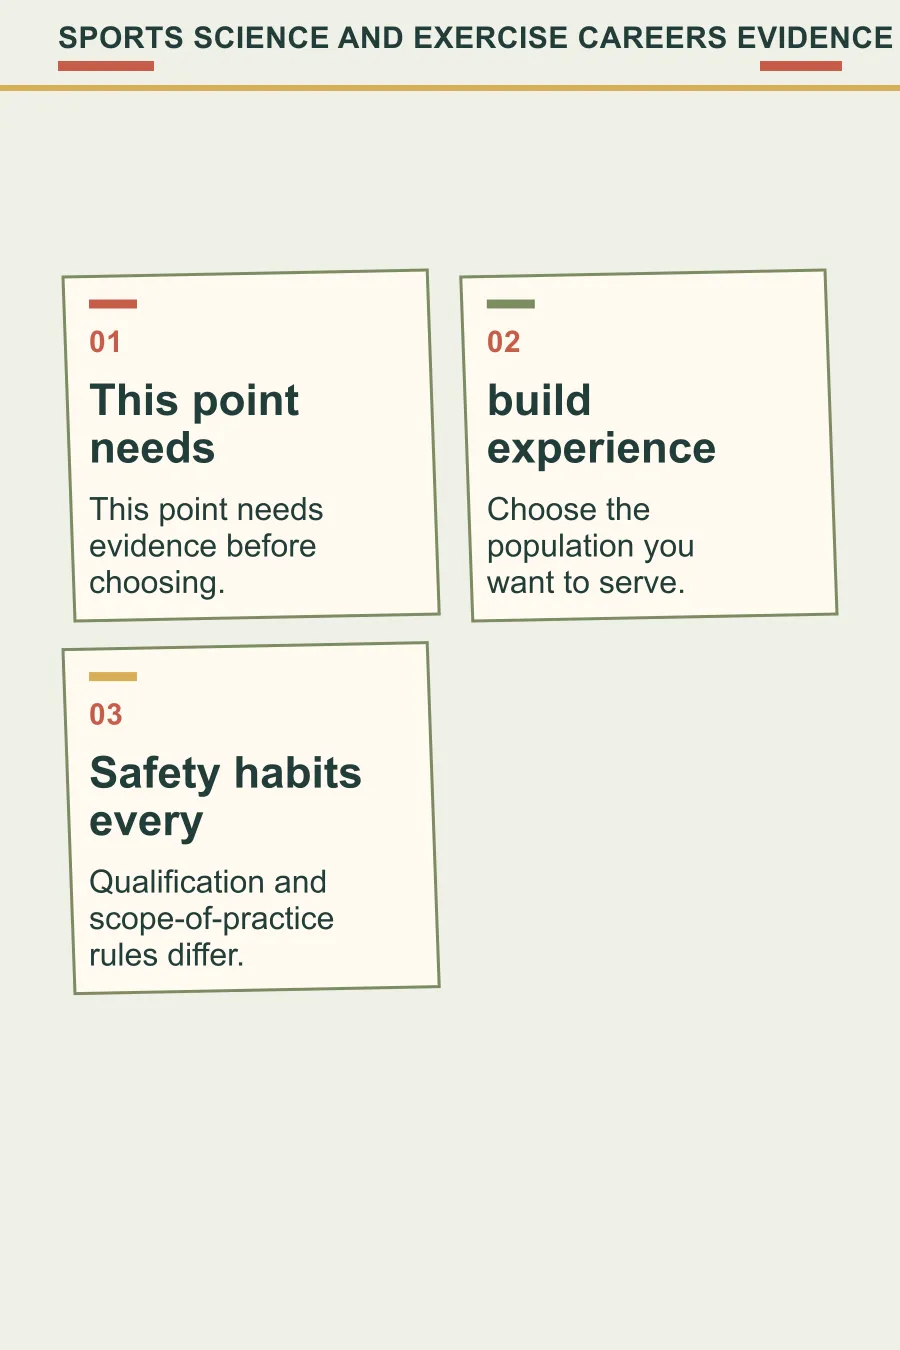 SPORTS SCIENCE AND EXERCISE CAREERS EVIDENCE
01
This point
needs
This point needs
evidence before
choosing.
02
build
experience
Choose the
population you
want to serve.
03
Safety habits
every
Qualification and
scope-of-practice
rules differ.